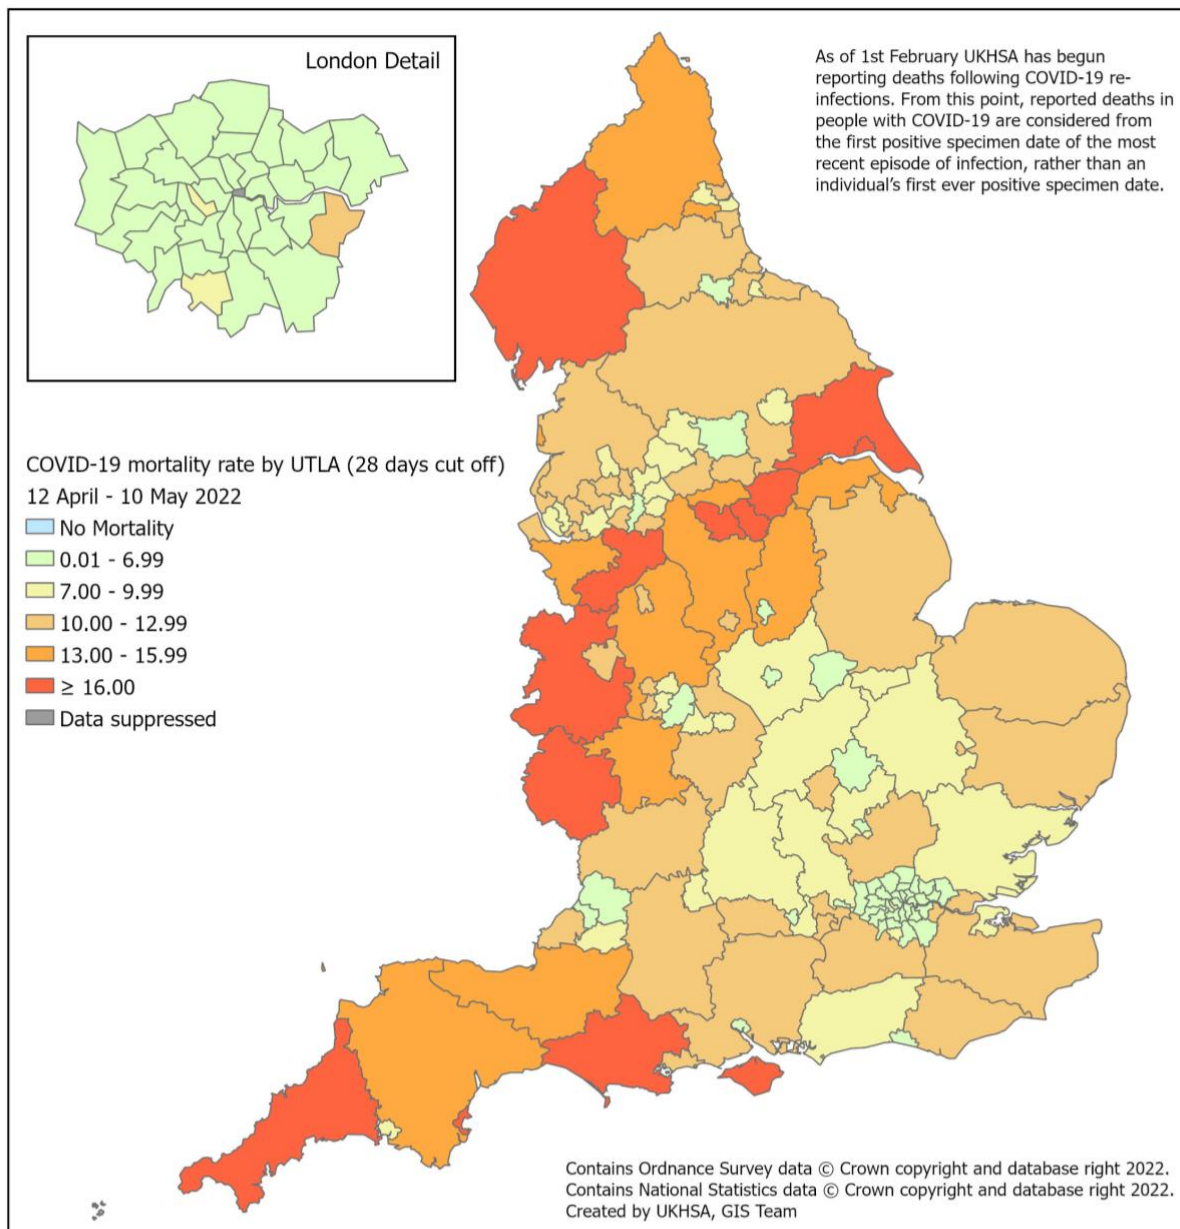 London Detail
As of 1st February UKHSA has begun
reporting deaths following COVID-19 re-
infections. From this point, reported deaths in
people with COVID-19 are considered from
the first positive specimen date of the most
recent episode of infection, rather than an
individual's first ever positive specimen date.
COVID-19 mortality rate by UTLA (28 days cut off)
12 April - 10 May 2022
No Mortality
0.01 - 6.99
7.00 - 9.99
10.00 - 12.99
13.00 - 15.99
≥ 16.00
Data suppressed
Contains Ordnance Survey data © Crown copyright and database right 2022.
Contains National Statistics data © Crown copyright and database right 2022.
Created by UKHSA, GIS Team